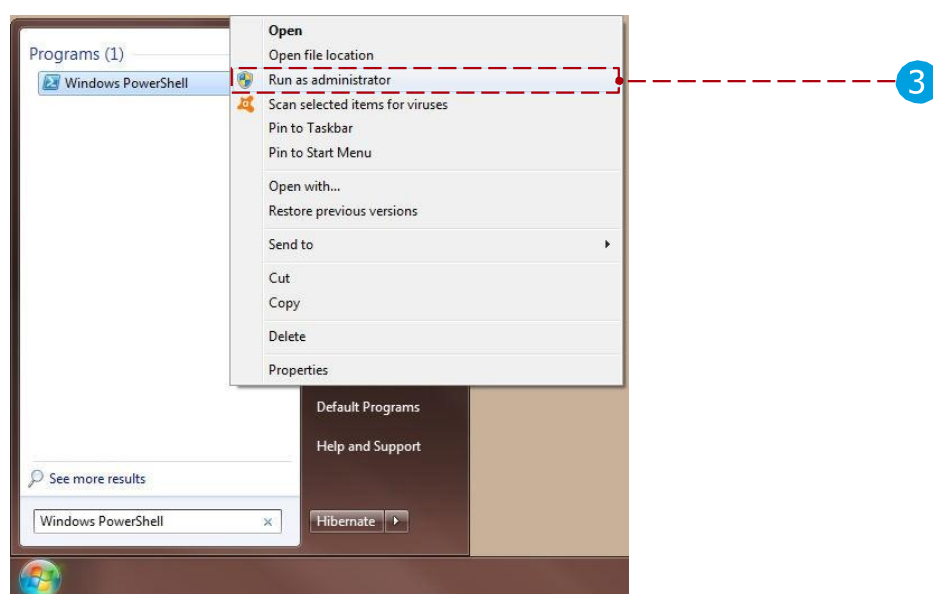 Programs (1)
Windows PowerShell
Open
Open file location
Run as administrator
Scan selected items for viruses
Pin to Taskbar
Pin to Start Menu
Open with...
Restore previous versions
Send to
Cut
Copy
Delete
Properties
3
Default Programs
Help and Support
See more results
Windows PowerShell
Hibernate